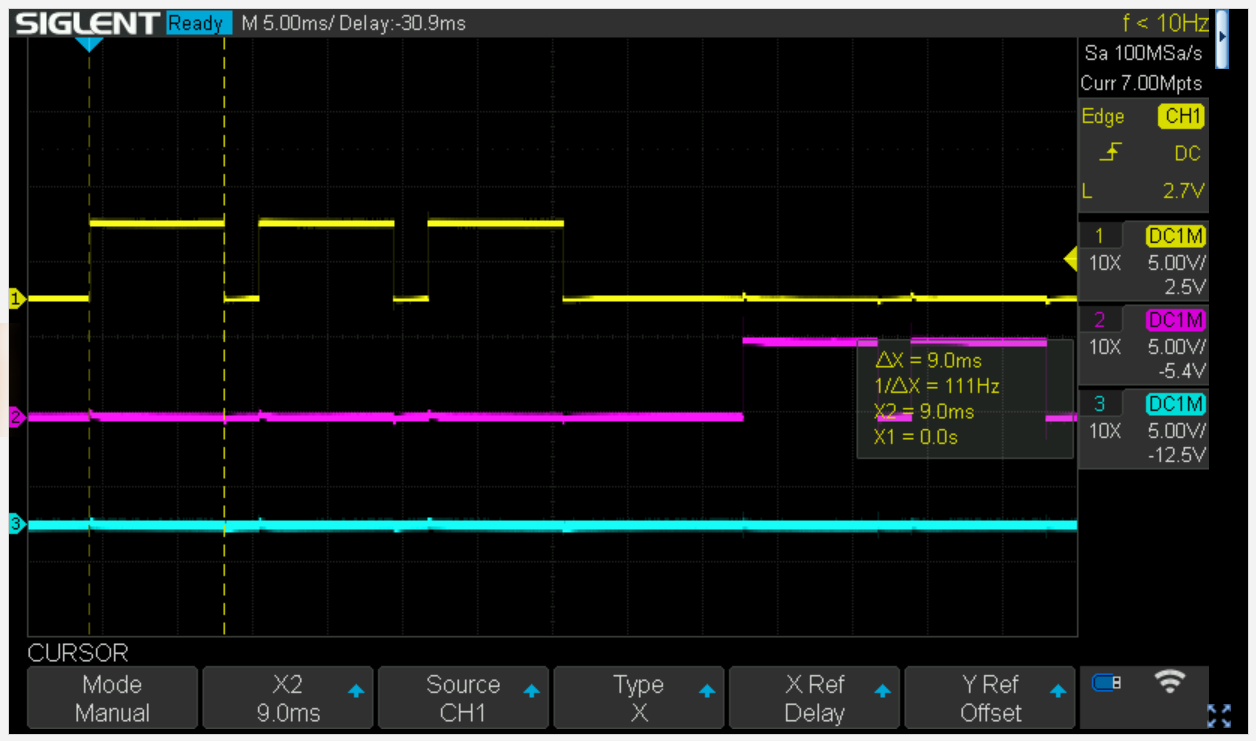 SIGLENT Ready M 5.00ms/ Delay:-30.9ms f < 10Hz
Sa 100MSa/s
Curr 7.00Mpts
Edge CH1
DC
L 2.7V
1 DC1M
10X 5.00V/
2.5V
2 DC1M
10X 5.00V/
-5.4V
3 DC1M
10X 5.00V/
-12.5V
1
2
3
△X = 9.0ms
1/△X = 111Hz
X2 = 9.0ms
X1 = 0.0s
CURSOR
Mode
Manual
X2
9.0ms
Source
CH1
Type
X
X Ref
Delay
Y Ref
Offset